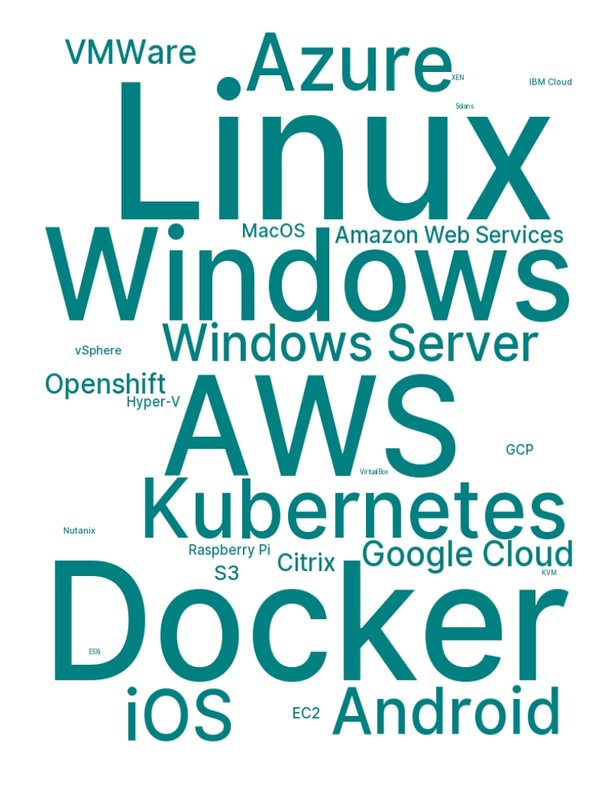 VMWare
Azure
XEN
IBM Cloud
Solaris
Linux
MacOS
Amazon Web Services
Windows
Windows Server
vSphere
Openshift
Hyper-V
AWS
GCP
VirtualBox
Kubernetes
Nutanix
Raspberry Pi
Citrix
Google Cloud
S3
KVM
Docker
ESXi
iOS
EC2
Android